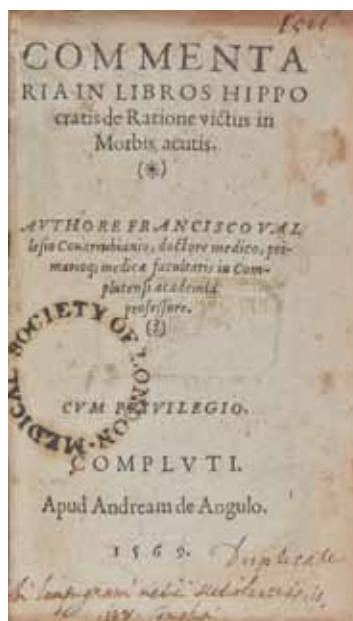 COMMENTA
RIA IN LIBROS HIPPO
cratis de Ratione victus in
Morbis acutis.
(*)
AVTHORE FRANCISCO VAL
lesio Couarrubiano, doctore medico, pri-
marioq; medicæ facultatis in Com-
plutensi academia
professore.
(?)
MEDICAL SOCIETY OF LONDON
CVM PRIVILEGIO.
COMPLVTI.
Apud Andream de Angulo.
1569.
Duplicate